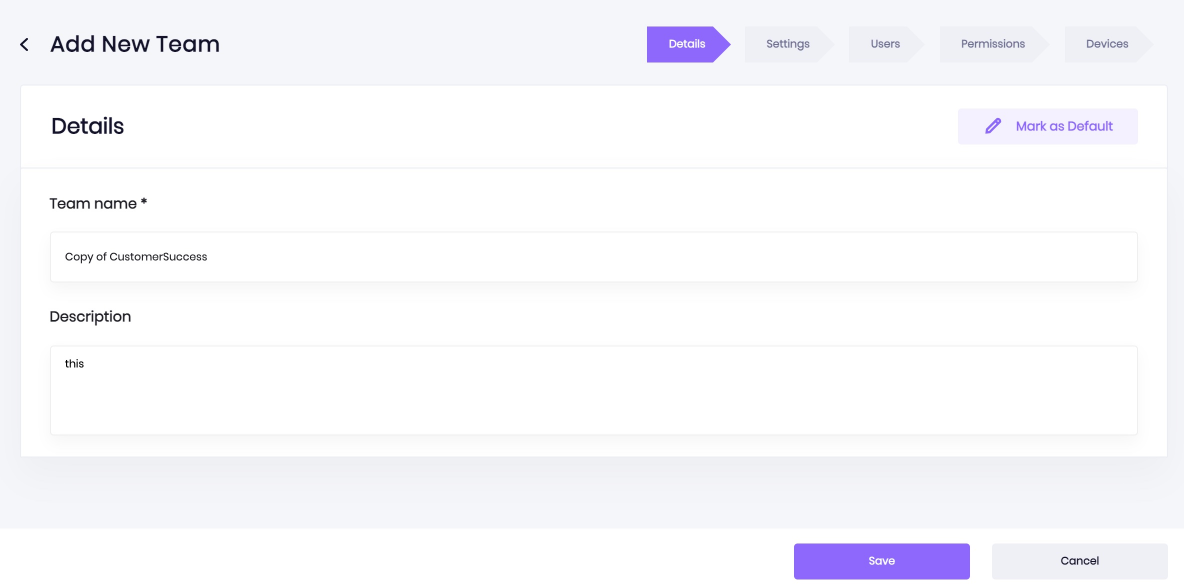 Add New Team
Details
Settings
Users
Permissions
Devices
Details
Mark as Default
Team name *
Copy of CustomerSuccess
Description
this
Save
Cancel